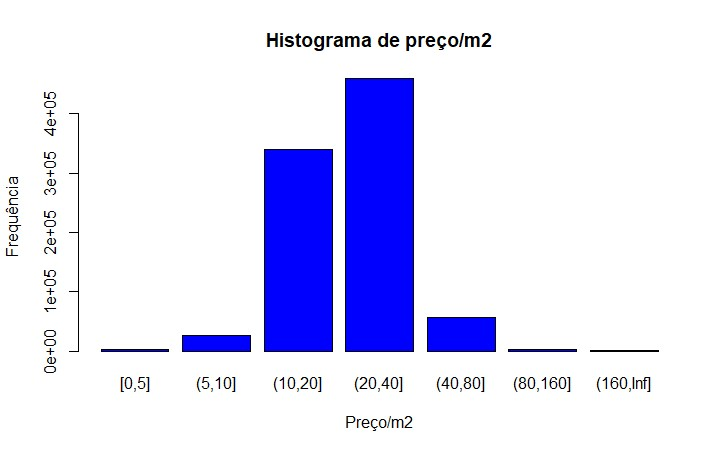 Histograma de preço/m2
Frequência
4e+05
3e+05
2e+05
1e+05
0e+00
[0,5] (5,10] (10,20] (20,40] (40,80] (80,160] (160,Inf]
Preço/m2